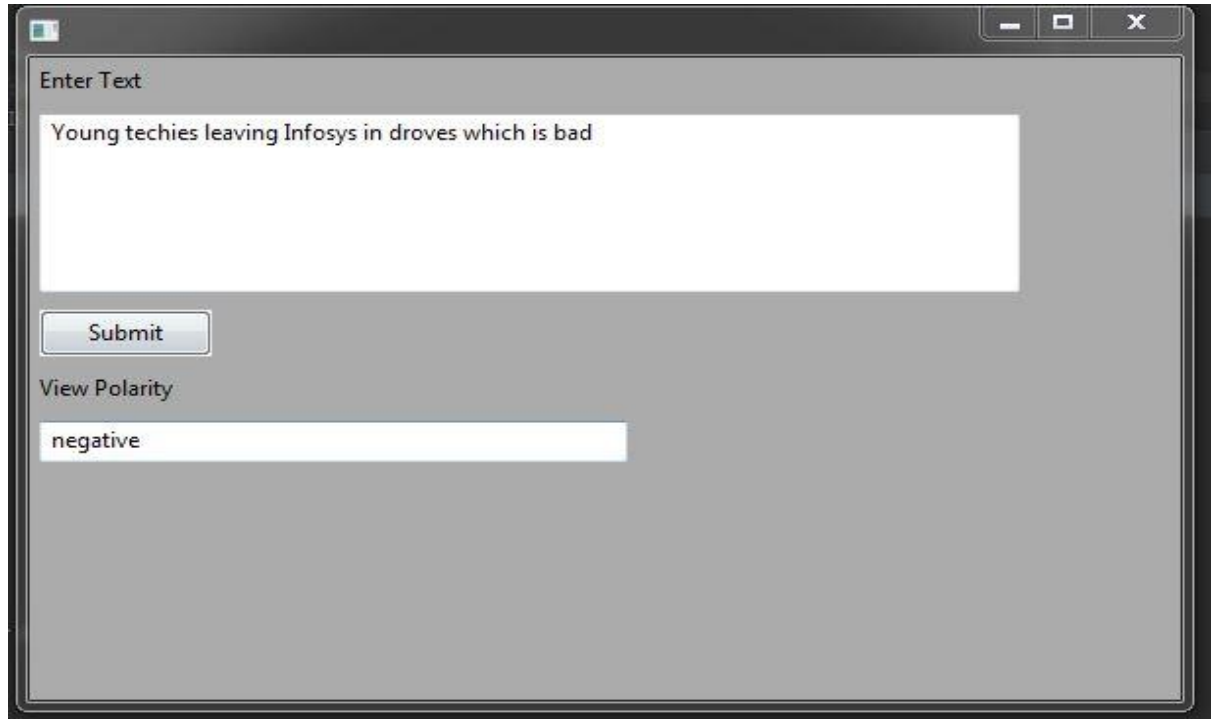 Enter Text
Young techies leaving Infosys in droves which is bad
Submit
View Polarity
negative